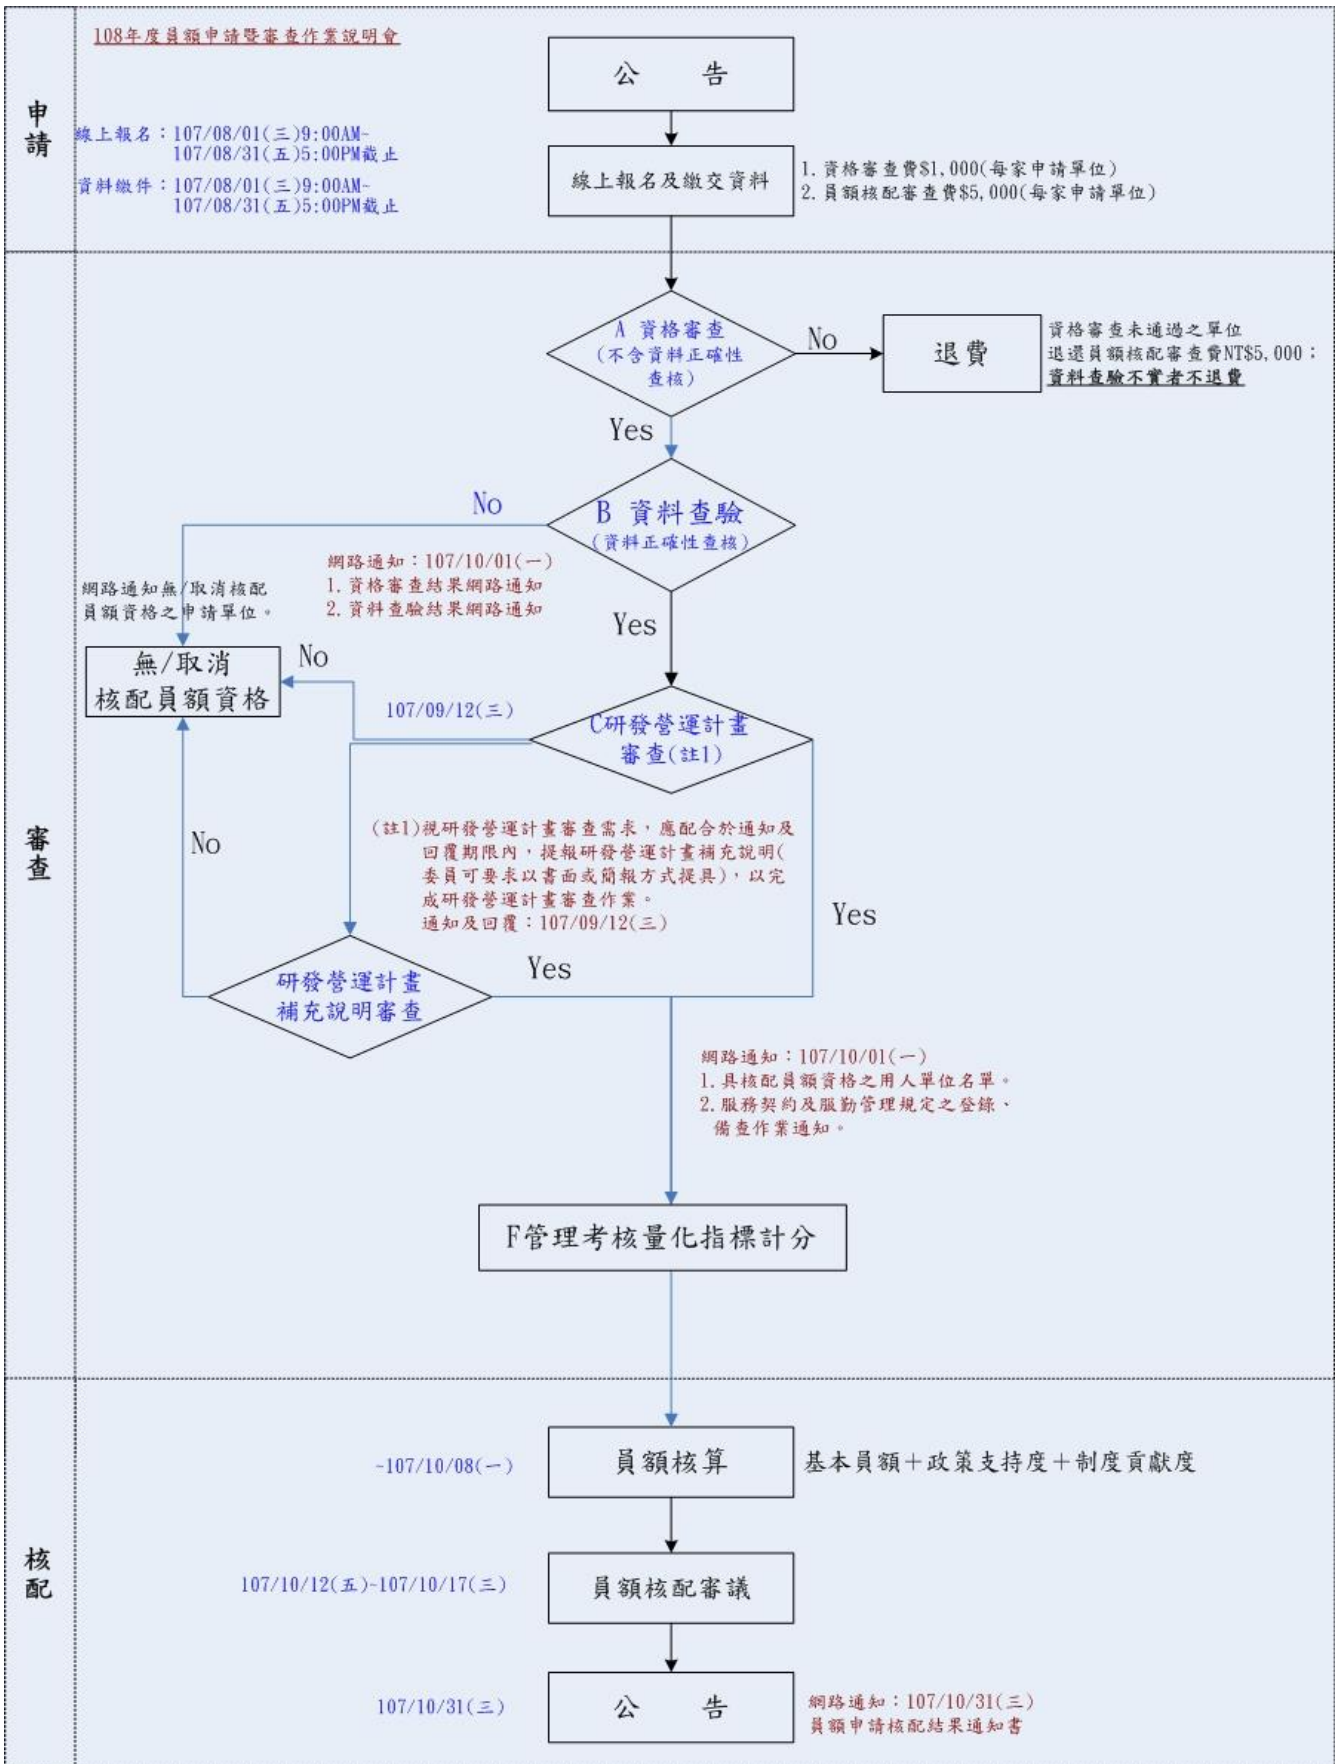 108年度員額申請暨審查作業說明會
申請
公 告
線上報名：107/08/01(三)9:00AM~
107/08/31(五)5:00PM截止
資料繳件：107/08/01(三)9:00AM~
107/08/31(五)5:00PM截止
線上報名及繳交資料
1. 資格審查費$1,000(每家申請單位)
2. 員額核配審查費$5,000(每家申請單位)
審查
A 資格審查
(不含資料正確性
查核)
No
退費
資格審查未通過之單位
退還員額核配審查費NT$5,000；
資料查驗不實者不退費
Yes
B 資料查驗
(資料正確性查核)
No
網路通知：107/10/01(一)
1. 資格審查結果網路通知
2. 資料查驗結果網路通知
網路通知無/取消核配
員額資格之申請單位。
Yes
無/取消
核配員額資格
No
107/09/12(三)
C研發營運計畫
審查(註1)
(註1)視研發營運計畫審查需求，應配合於通知及
回覆期限內，提報研發營運計畫補充說明(
委員可要求以書面或簡報方式提具)，以完
成研發營運計畫審查作業。
通知及回覆：107/09/12(三)
No
Yes
研發營運計畫
補充說明審查
Yes
網路通知：107/10/01(一)
1. 具核配員額資格之用人單位名單。
2. 服務契約及服勤管理規定之登錄、
備查作業通知。
F管理考核量化指標計分
核配
~107/10/08(一)
員額核算
基本員額＋政策支持度＋制度貢獻度
107/10/12(五)~107/10/17(三)
員額核配審議
107/10/31(三)
公 告
網路通知：107/10/31(三)
員額申請核配結果通知書